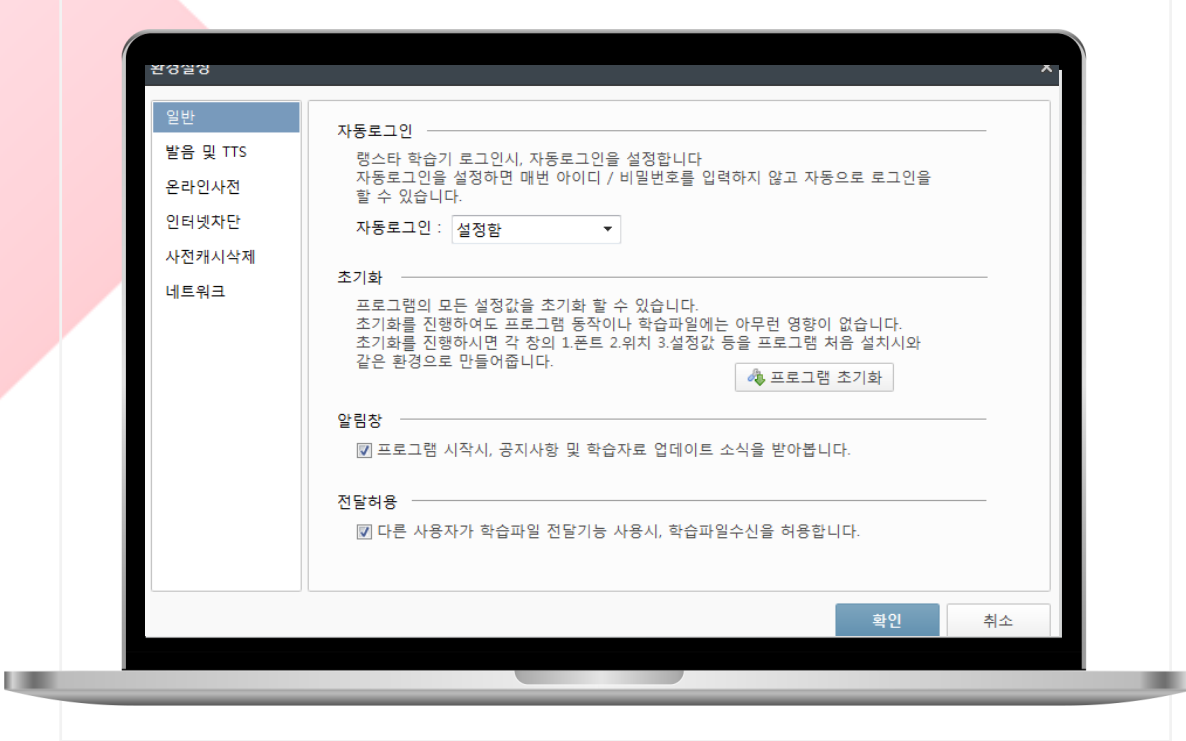 환경설정
일반
발음 및 TTS
온라인사전
인터넷차단
사전캐시삭제
네트워크
자동로그인
랭스타 학습기 로그인시, 자동로그인을 설정합니다
자동로그인을 설정하면 매번 아이디 / 비밀번호를 입력하지 않고 자동으로 로그인을
할 수 있습니다.
자동로그인 : 설정함
초기화
프로그램의 모든 설정값을 초기화 할 수 있습니다.
초기화를 진행하여도 프로그램 동작이나 학습파일에는 아무런 영향이 없습니다.
초기화를 진행하시면 각 창의 1.폰트 2.위치 3.설정값 등을 프로그램 처음 설치시와
같은 환경으로 만들어줍니다.
프로그램 초기화
알림창
프로그램 시작시, 공지사항 및 학습자료 업데이트 소식을 받아봅니다.
전달허용
다른 사용자가 학습파일 전달기능 사용시, 학습파일수신을 허용합니다.
확인 취소